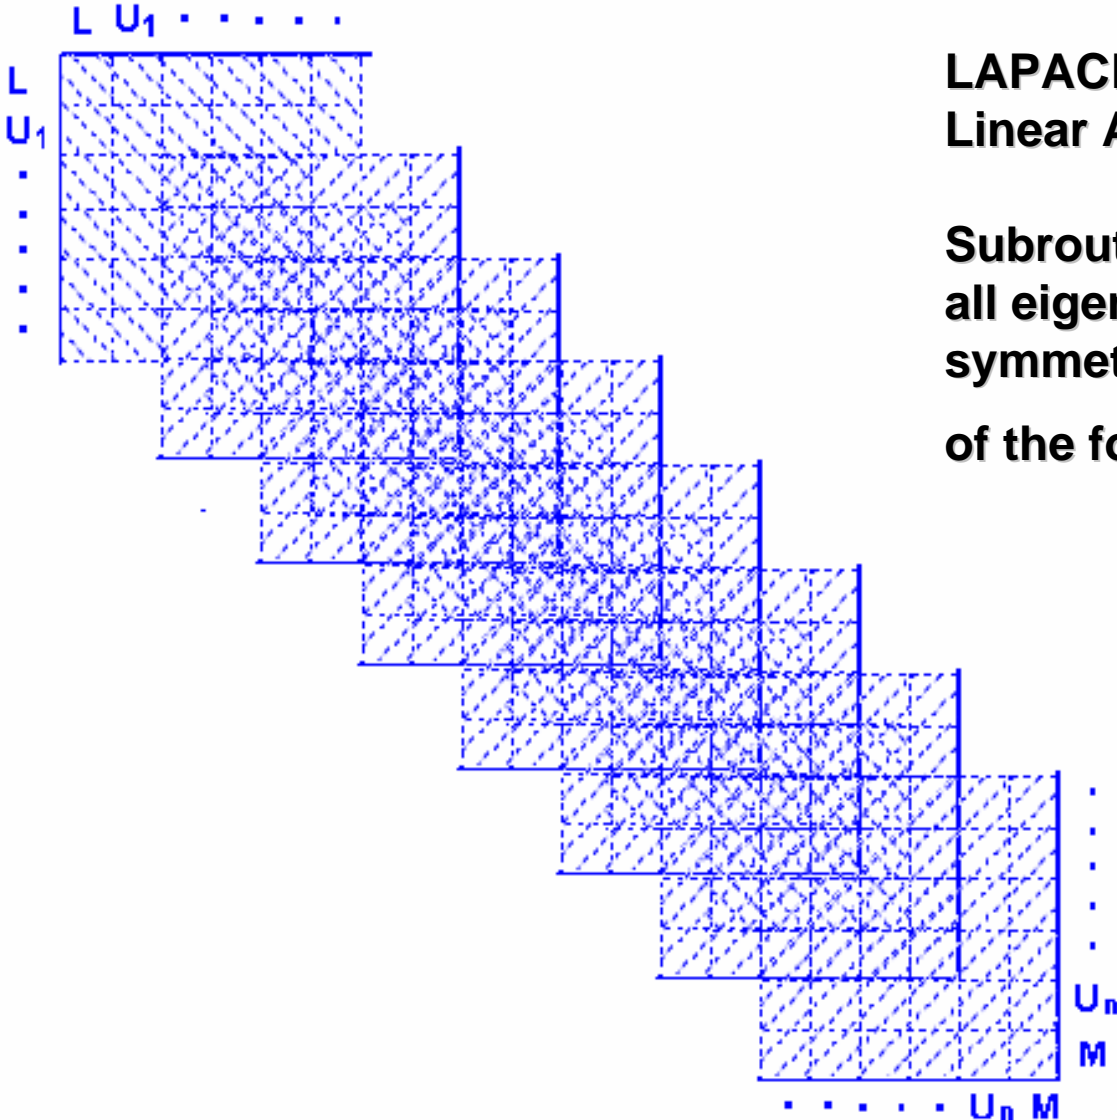 L U1 . . . . .
L
U1
.
.
.
.
.
LAPACK
Linear A
Subrout
all eigen
symmet
of the fo
.
.
.
.
.
Un
M
. . . . . Un M